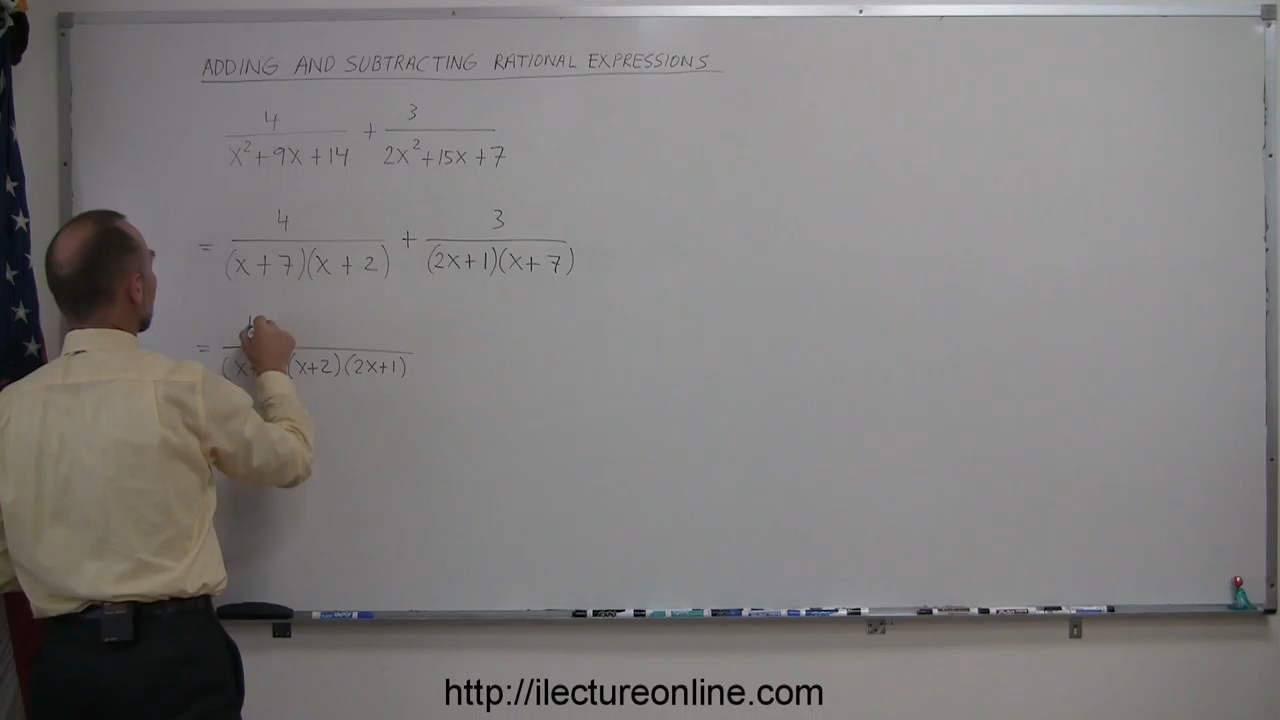 ADDING AND SUBTRACTING RATIONAL EXPRESSIONS
4 3
+
x²+9x+14 2x²+15x+7
4 3
= +
(x+7)(x+2) (2x+1)(x+7)
=
(x+ (x+2)(2x+1)
http://ilectureonline.com